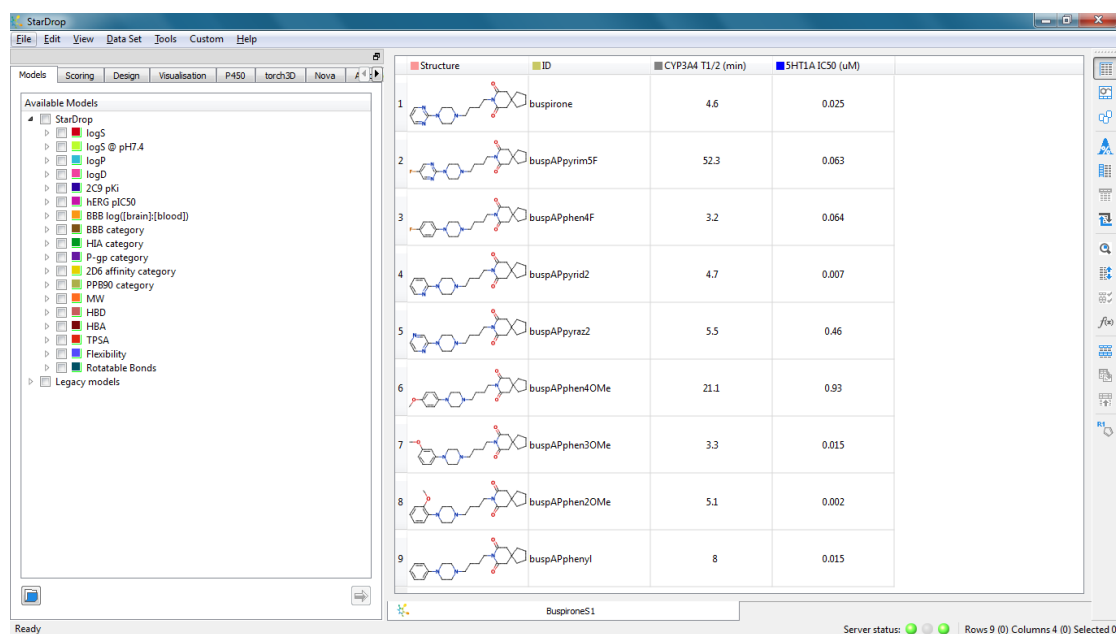 StarDrop
File Edit View Data Set Tools Custom Help
Models Scoring Design Visualisation P450 torch3D Nova
Available Models
StarDrop
logS
logS @ pH7.4
logP
logD
2C9 pKi
hERG pIC50
BBB log([brain]:[blood])
BBB category
HIA category
P-gp category
2D6 affinity category
PPB90 category
MW
HBD
HBA
TPSA
Flexibility
Rotatable Bonds
Legacy models
Structure ID CYP3A4 T1/2 (min) 5HT1A IC50 (uM)
1 buspirone 4.6 0.025
2 buspAPpyrim5F 52.3 0.063
3 buspAPphen4F 3.2 0.064
4 buspAPpyrid2 4.7 0.007
5 buspAPpyraz2 5.5 0.46
6 buspAPphen4OMe 21.1 0.93
7 buspAPphen3OMe 3.3 0.015
8 buspAPphen2OMe 5.1 0.002
9 buspAPphenyl 8 0.015
f(x)
R1
BuspironeS1
Ready
Server status: Rows 9 (0) Columns 4 (0) Selected 0